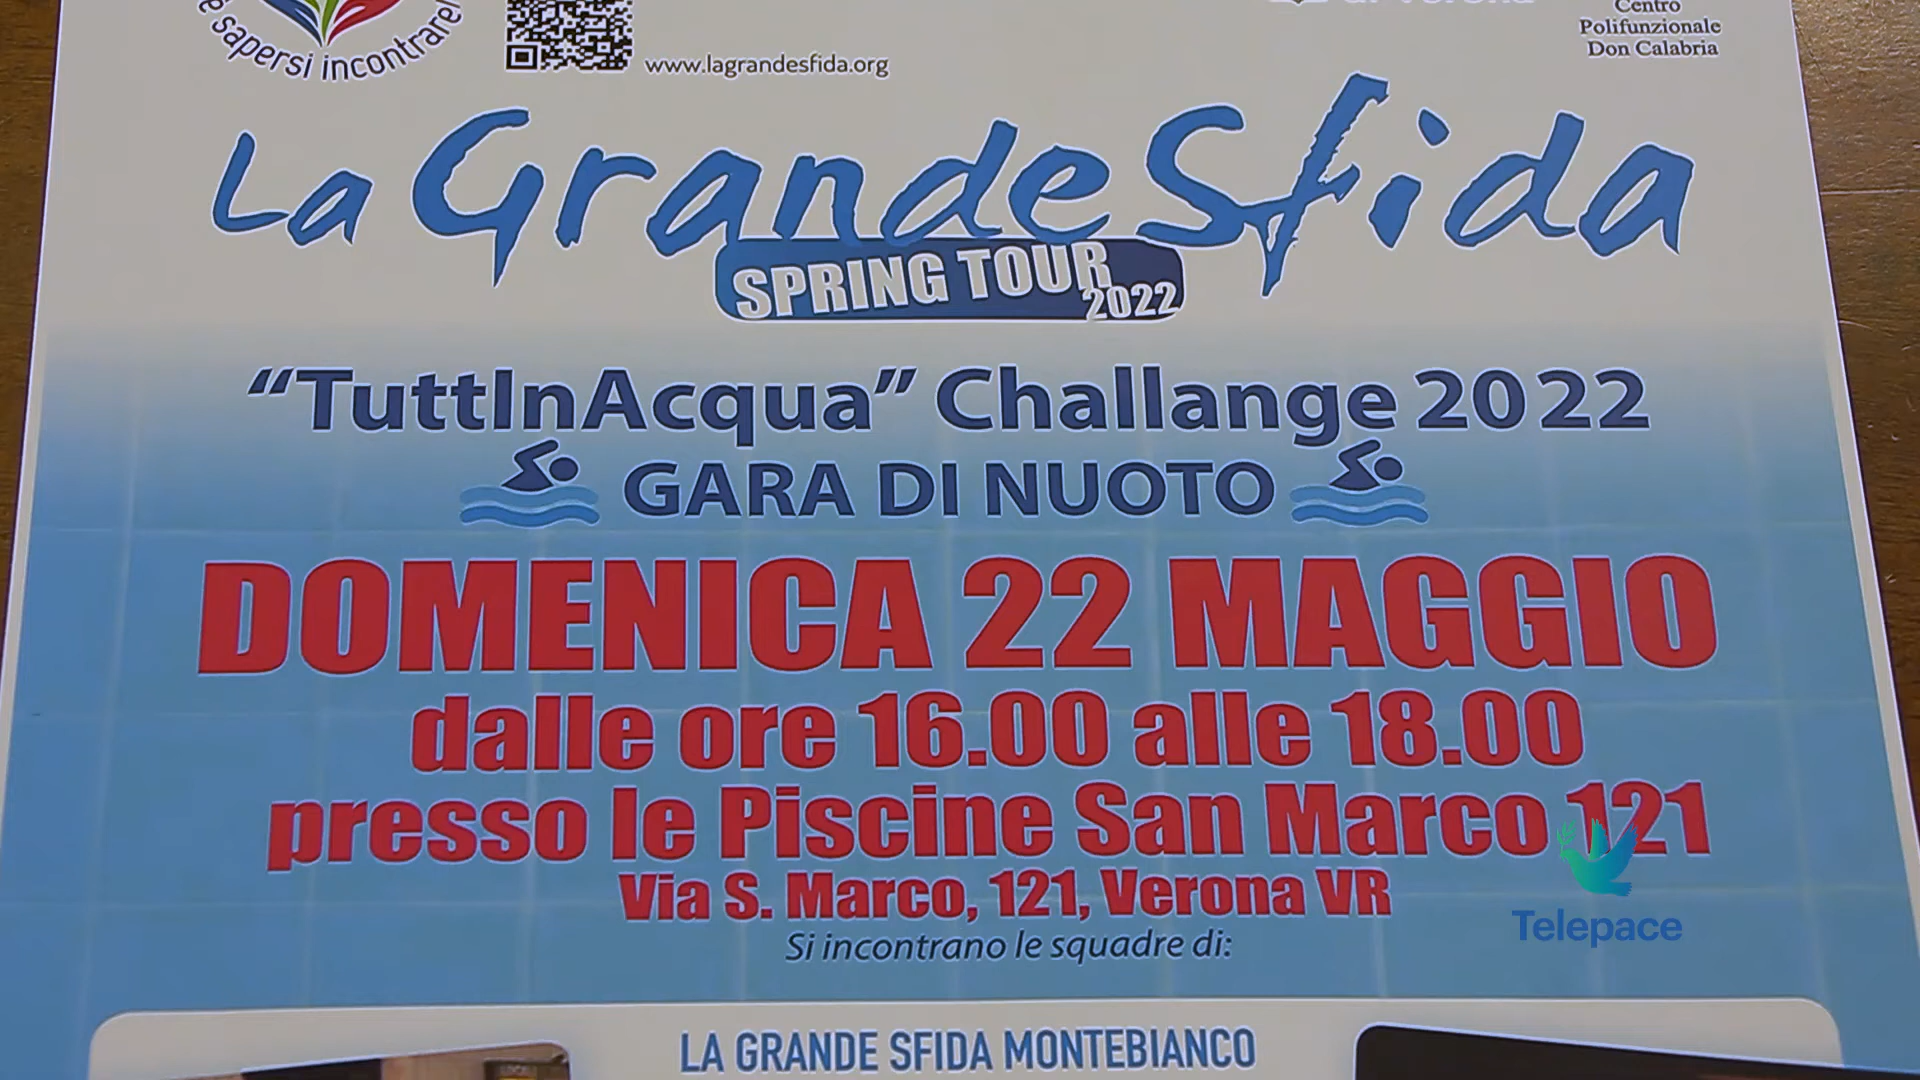 è sapersi incontrare
www.lagrandesfida.org
di Verona
Centro
Polifunzionale
Don Calabria
La Grande Sfida
SPRING TOUR
2022
“TuttInAcqua” Challange 2022
GARA DI NUOTO
DOMENICA 22 MAGGIO
dalle ore 16.00 alle 18.00
presso le Piscine San Marco 121
Via S. Marco, 121, Verona VR
Si incontrano le squadre di:
Telepace
LA GRANDE SFIDA MONTEBIANCO